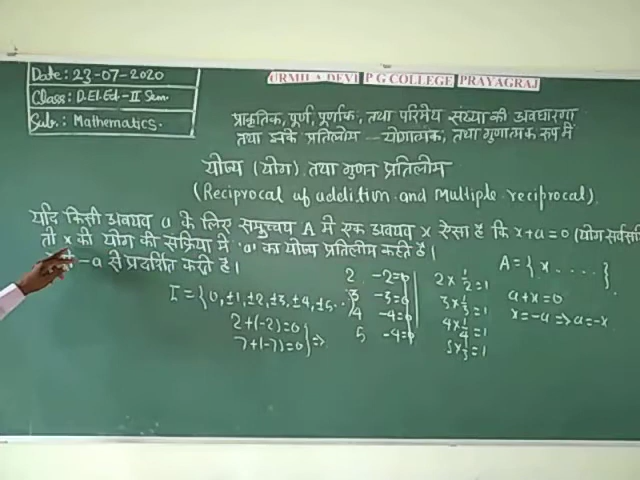 Date: 23-07-2020
Class: D.El.Ed.-II Sem.
Sub.: Mathematics.
URMILA DEVI P G COLLEGE PRAYAGRAJ
प्राकृतिक, पूर्ण, पूर्णांक, तथा परिमेय संख्या की अवधारणा
तथा इनके प्रतिलोम - योगात्मक, तथा गुणात्मक रूप में
योज्य (योग) तथा गुणन प्रतिलोम
(Reciprocal of addition and Multiple reciprocal)
यदि किसी अवयव a के लिए समुच्चय A में एक अवयव x ऐसा है कि x+a=0 (योग
तो x को योग की संक्रिया में 'a' का योज्य प्रतिलोम कहते है।
-a से प्रदर्शित करते है।
I = {0, ±1, ±2, ±3, ±4, ±5...}
2+(-2)=0
7+(-7)=0 } =>
2 -2=0
3 -3=0
4 -4=0
5
2×1/2=1
3×1/3=1
4×1/4=1
5×1/5=1
A = { x ..... }
a+x=0
x=-a => a=-x